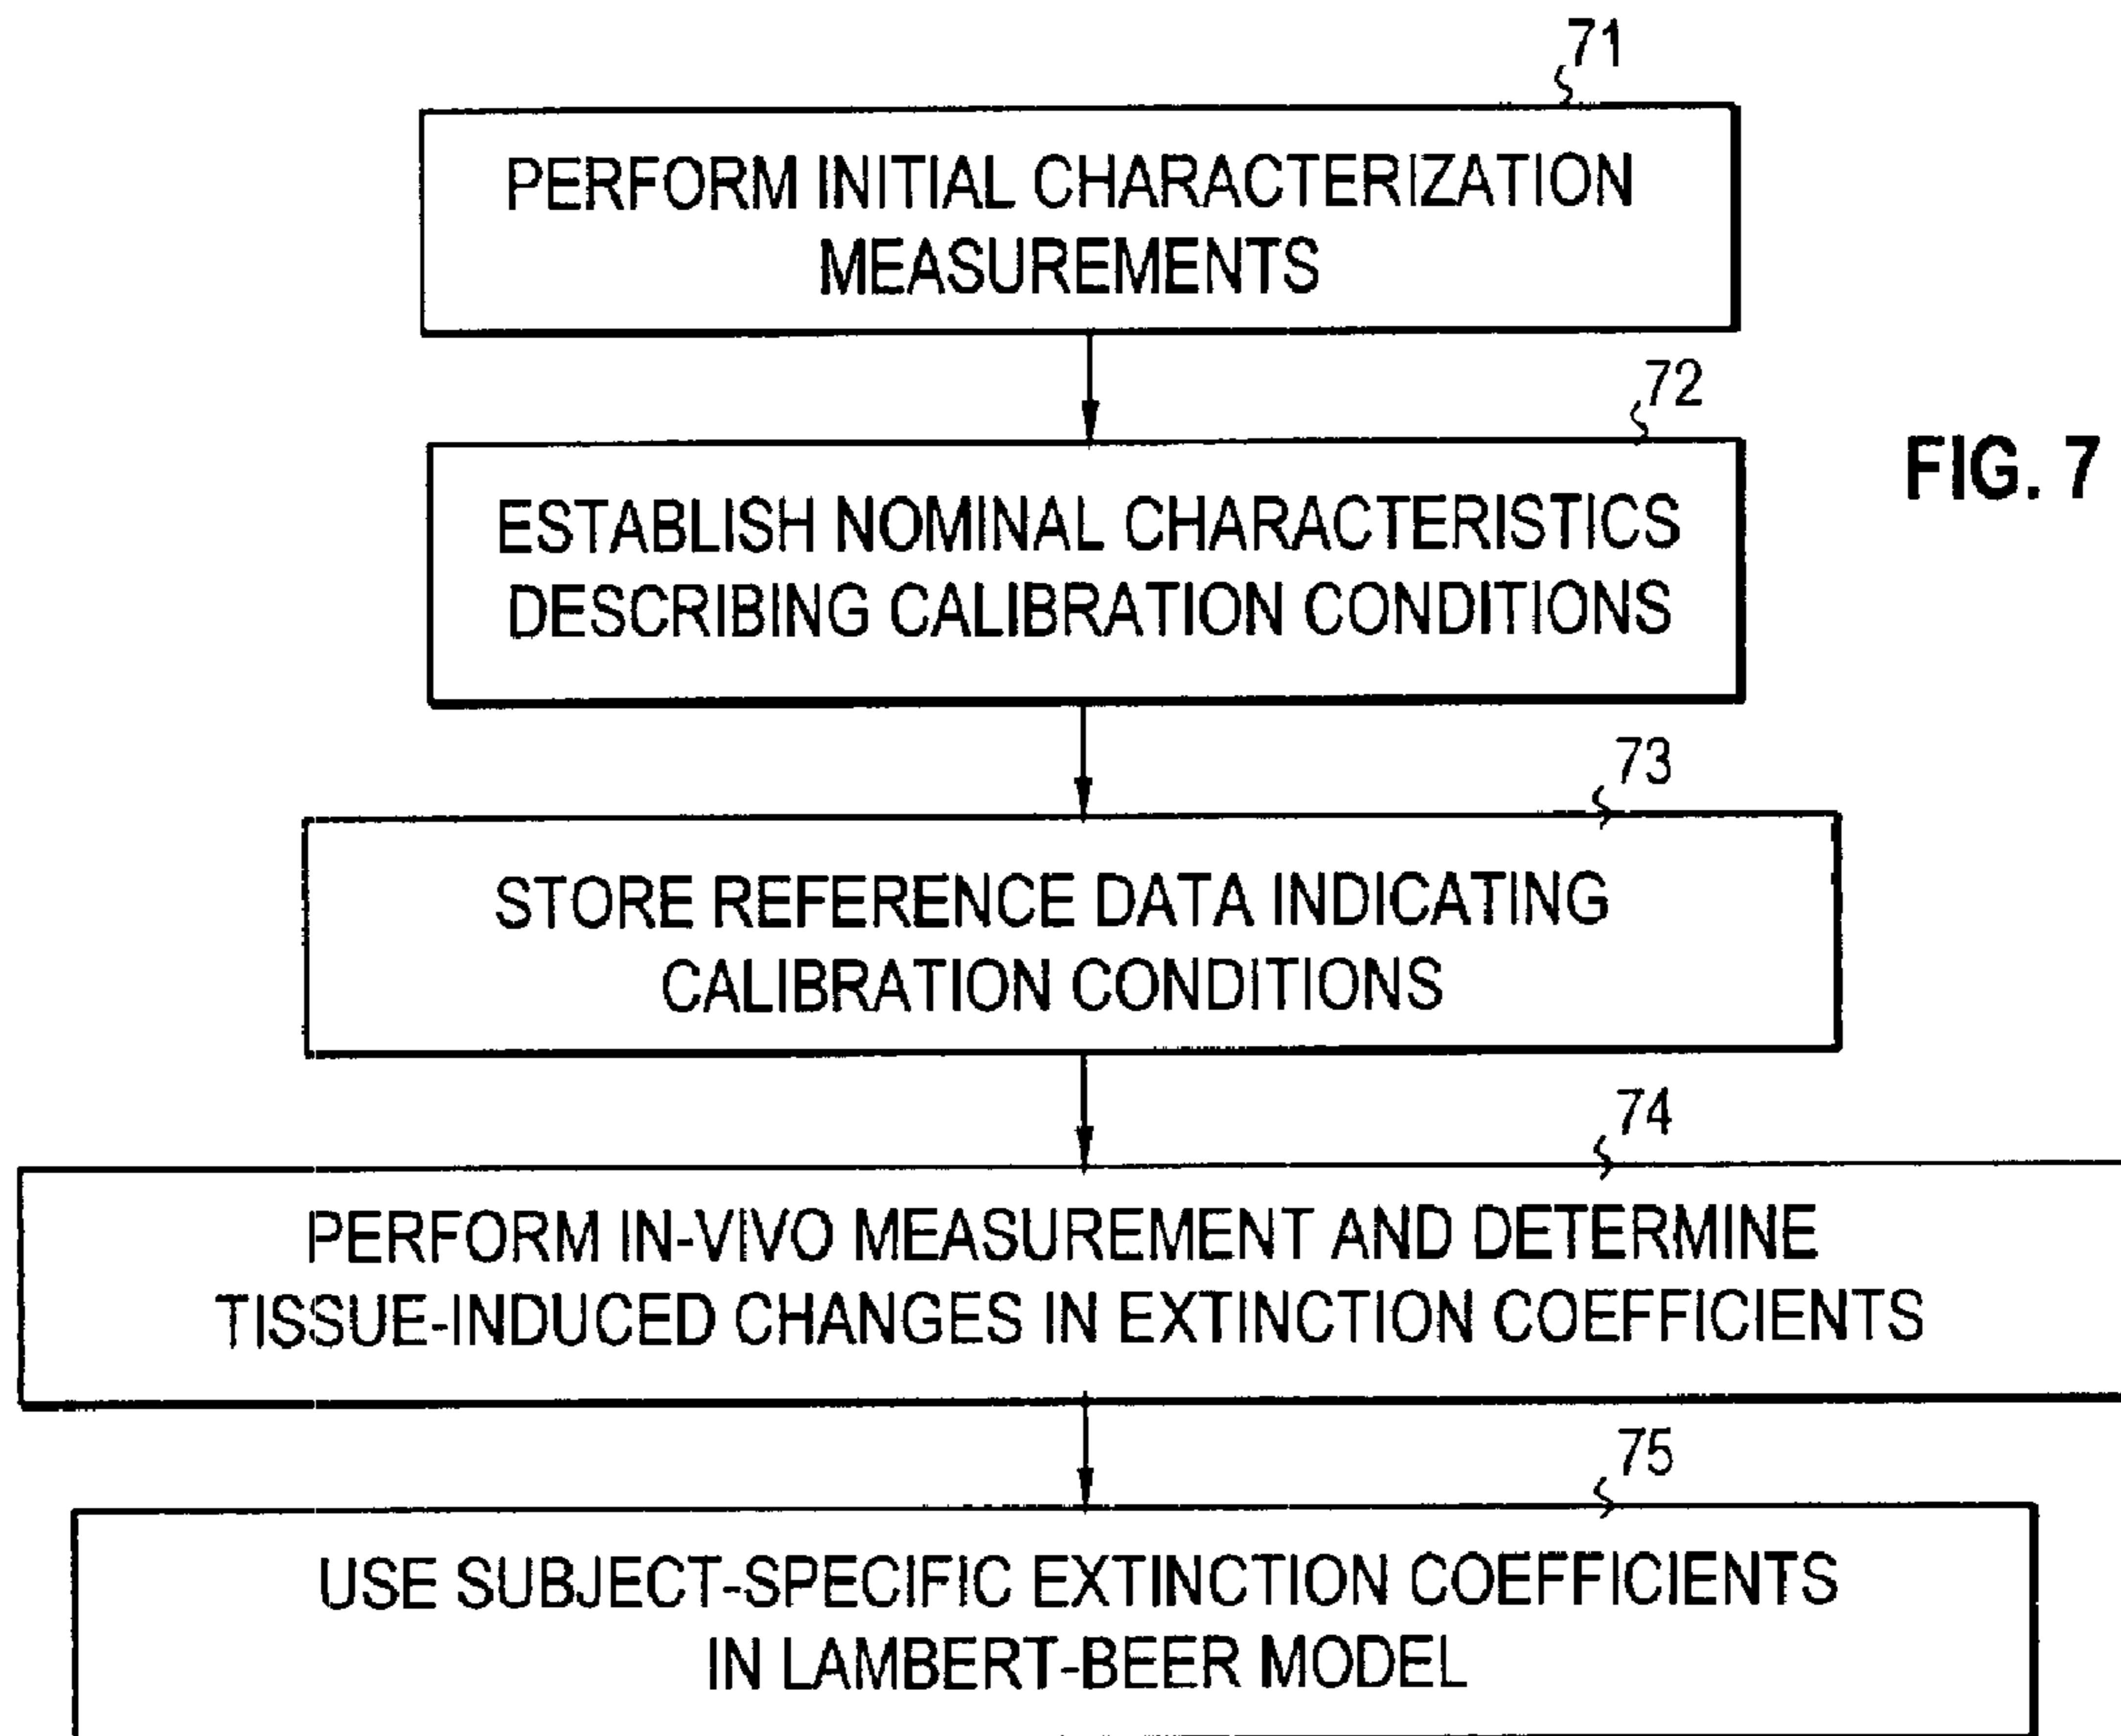 71
PERFORM INITIAL CHARACTERIZATION
MEASUREMENTS
72
FIG. 7
ESTABLISH NOMINAL CHARACTERISTICS
DESCRIBING CALIBRATION CONDITIONS
73
STORE REFERENCE DATA INDICATING
CALIBRATION CONDITIONS
74
PERFORM IN-VIVO MEASUREMENT AND DETERMINE
TISSUE-INDUCED CHANGES IN EXTINCTION COEFFICIENTS
75
USE SUBJECT-SPECIFIC EXTINCTION COEFFICIENTS
IN LAMBERT-BEER MODEL